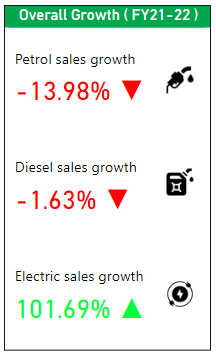 Overall Growth ( FY21-22 )
Petrol sales growth
-13.98% ▼
Diesel sales growth
-1.63% ▼
Electric sales growth
101.69% ▲